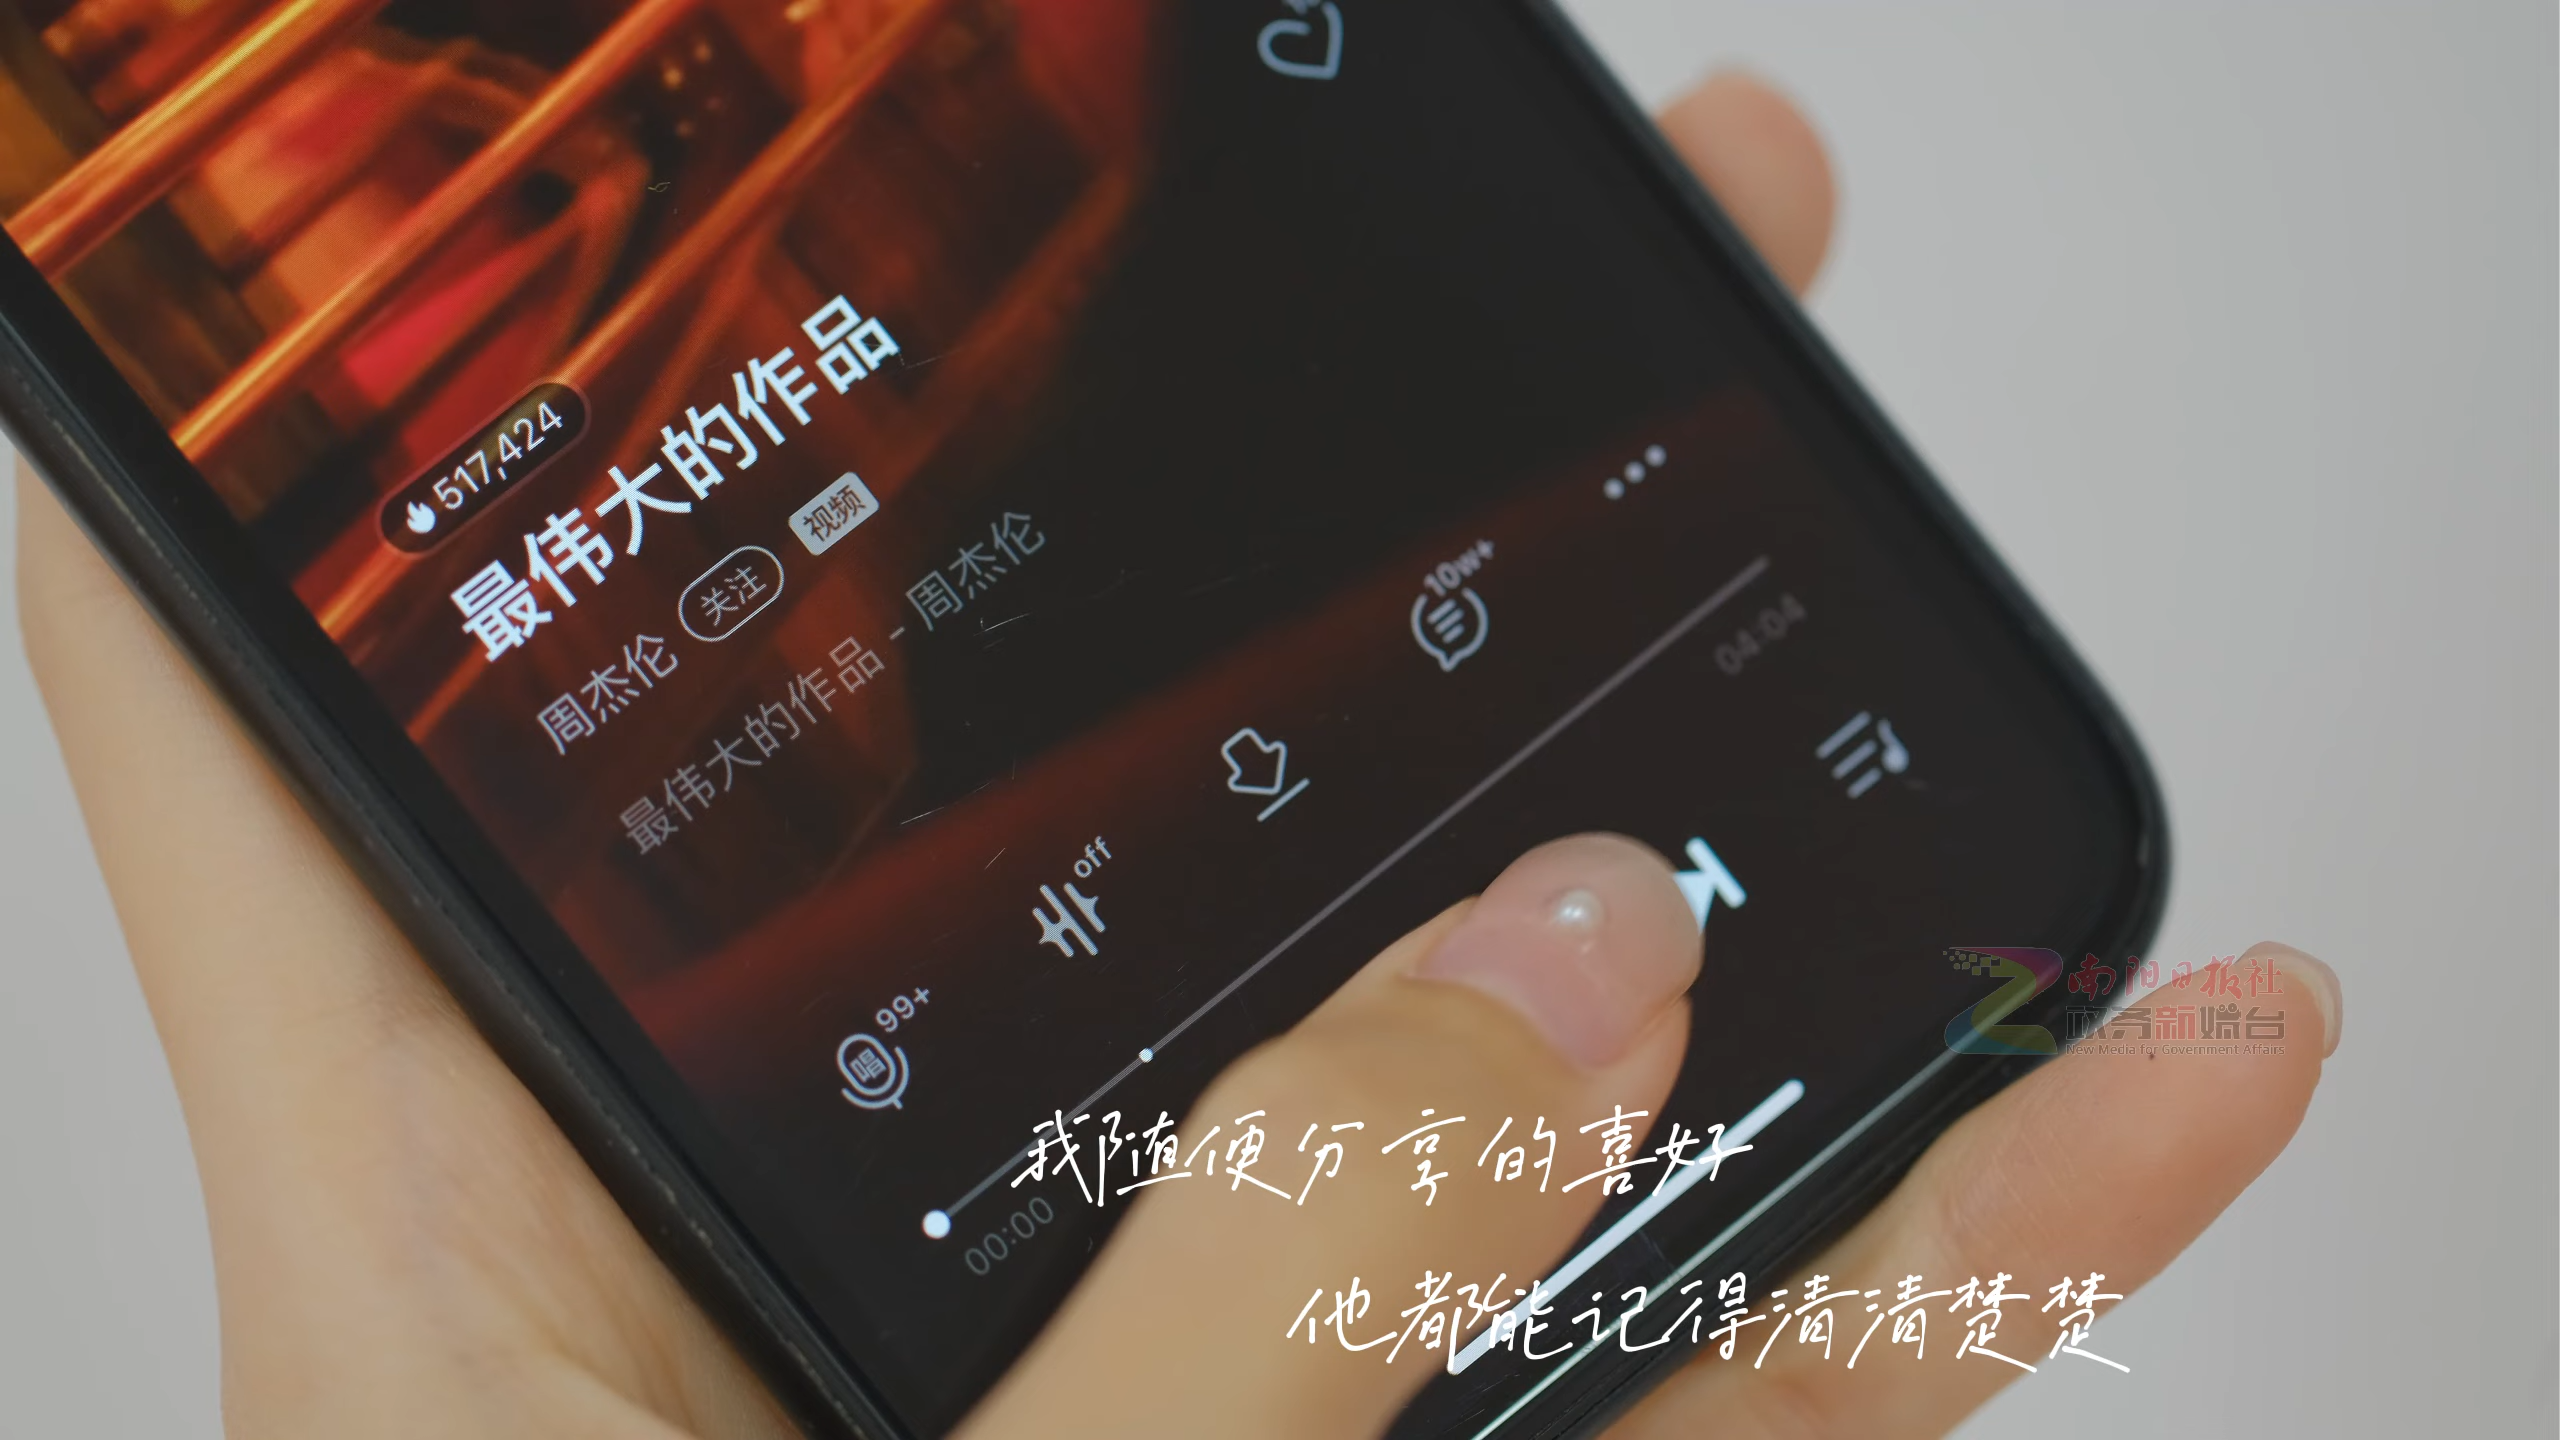 517,424
最伟大的作品
周杰伦 关注 视频
最伟大的作品 - 周杰伦
唱 99+
off
10w+
00:00
04:04
南阳日报社
政务新媒体
New Media for Government Affairs
我随便分享的喜好
他都能记得清清楚楚